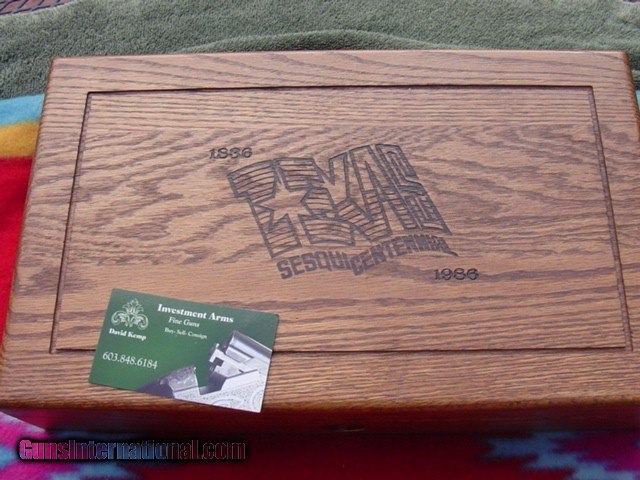 1836
TEXAS
SESQUICENTENNIAL
1986
Investment Arms
Fine Guns
Buy- Sell- Consign
David Kemp
603.848.6184
GunsInternational.com